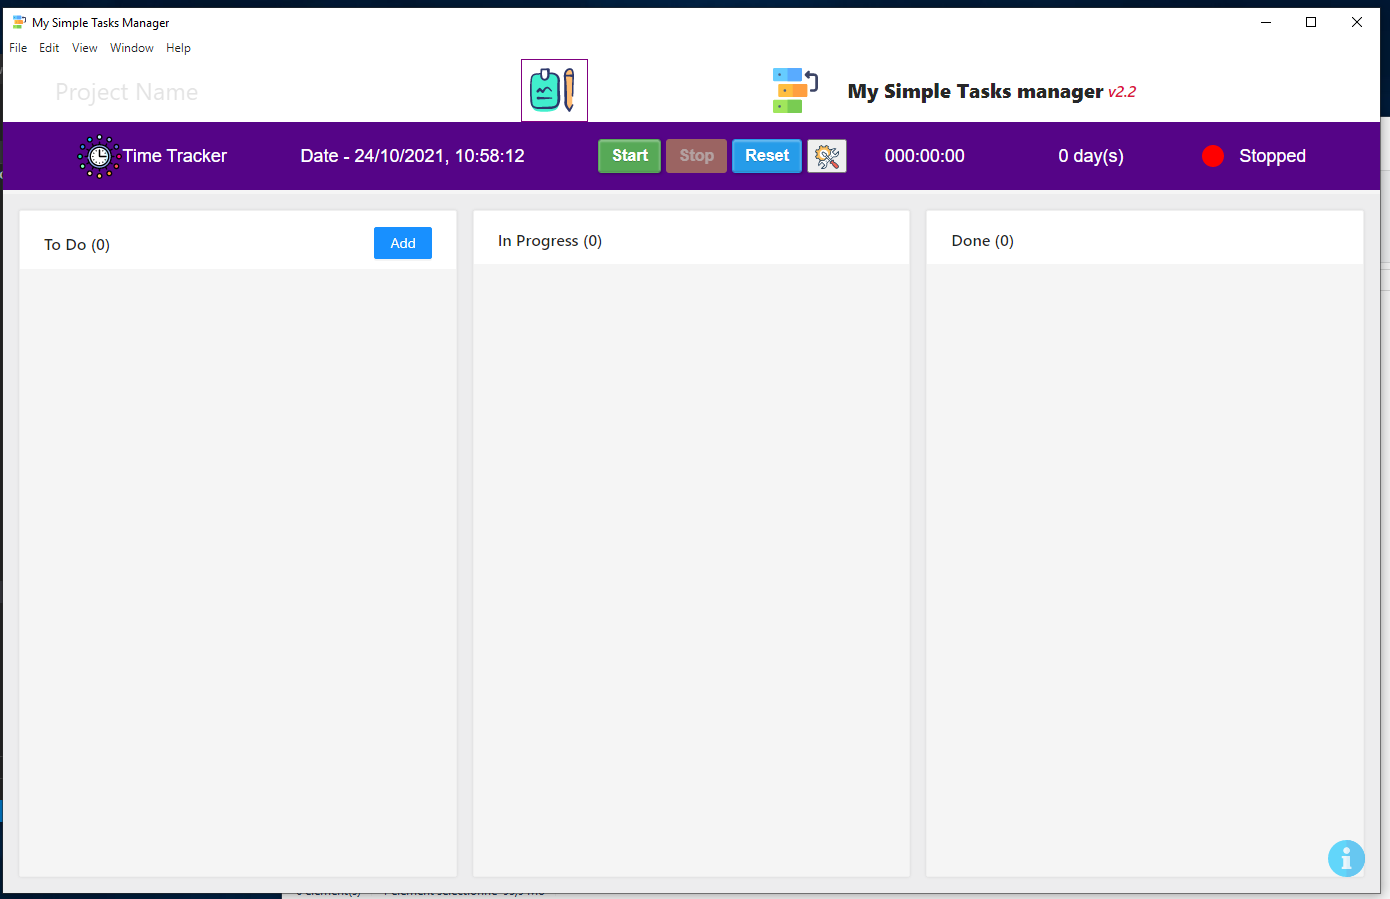 My Simple Tasks Manager
File Edit View Window Help
Project Name
My Simple Tasks manager v2.2
Time Tracker Date - 24/10/2021, 10:58:12 Start Stop Reset 000:00:00 0 day(s) Stopped
To Do (0) Add In Progress (0) Done (0)